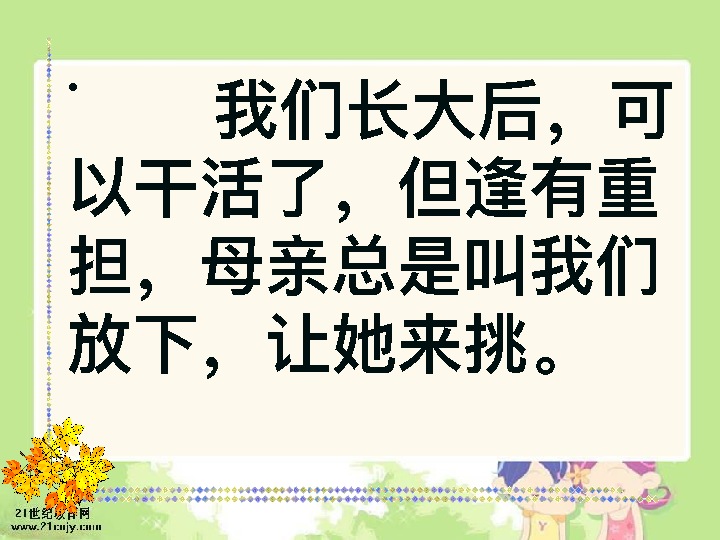 · 我们长大后，可
以干活了，但逢有重
担，母亲总是叫我们
放下，让她来挑。
21世纪教育网
www.21cnjy.com